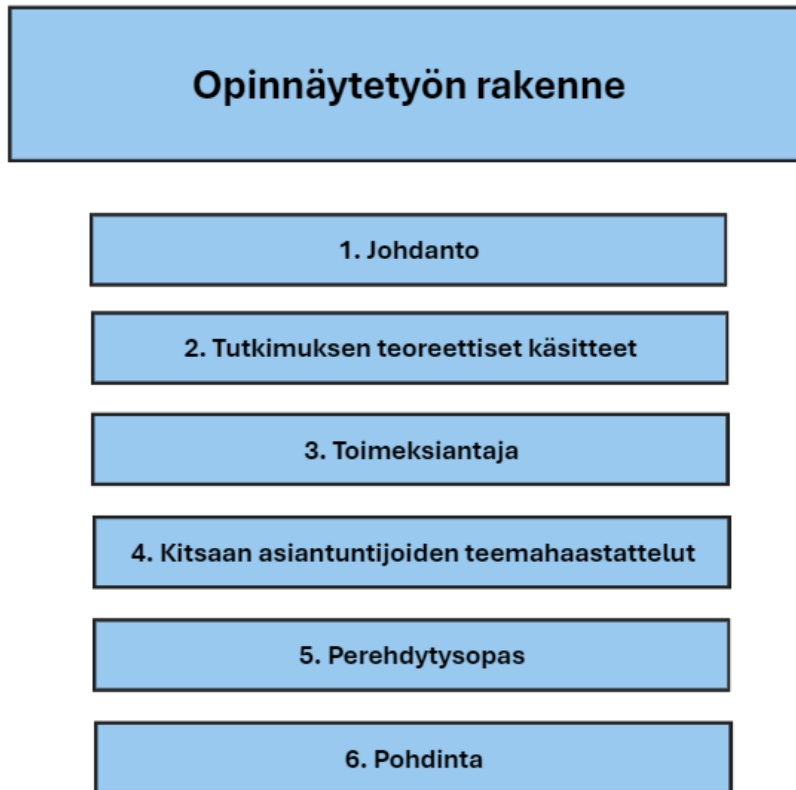 Opinnäytetyön rakenne
1. Johdanto
2. Tutkimuksen teoreettiset käsitteet
3. Toimeksiantaja
4. Kitsaan asiantuntijoiden teemahaastattelut
5. Perehdytysopas
6. Pohdinta